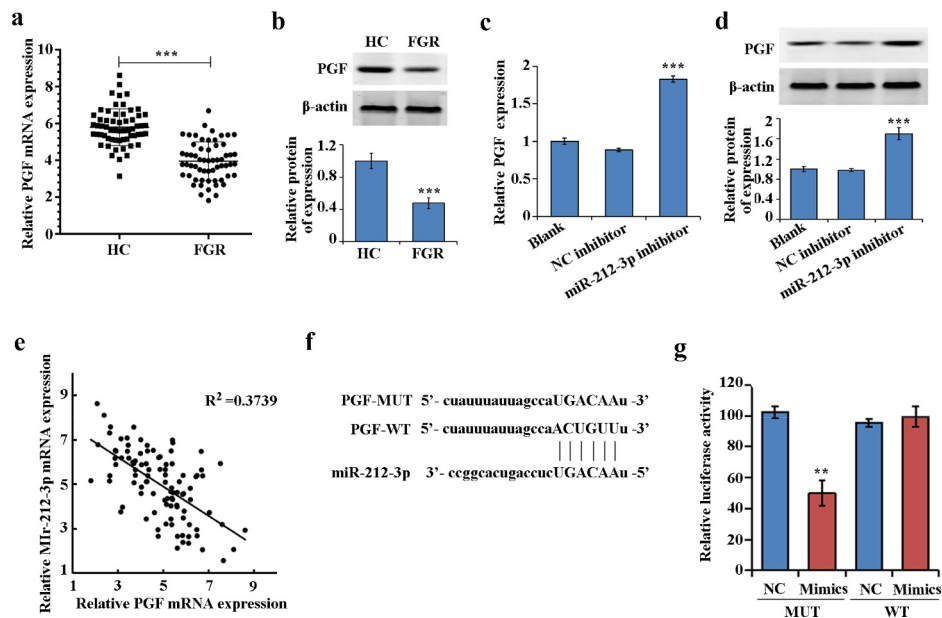 a
Relative PGF mRNA expression
10
8
6
4
2
0
***
HC FGR
b
HC FGR
PGF
β-actin
Relative protein
of expression
1.2
0.8
0.4
0
***
HC FGR
c
Relative PGF expression
2
1.5
1
0.5
0
***
Blank
NC inhibitor
miR-212-3p inhibitor
d
PGF
β-actin
Relative protein
of expression
2
1.6
1.2
0.8
0.4
0
***
Blank
NC inhibitor
miR-212-3p inhibitor
e
Relative MIr-212-3p mRNA expression
9
7
5
3
1
R2 =0.3739
1 3 5 7 9
Relative PGF mRNA expression
f
PGF-MUT 5'- cuauuuauuagccaUGACAAu -3'
PGF-WT 5'- cuauuuauuagccaACUGUUu -3'
miR-212-3p 3'- ccggcacugaccucUGACAAu -5'
g
Relative luciferase activity
120
100
80
60
40
20
0
**
NC Mimics NC Mimics
MUT WT